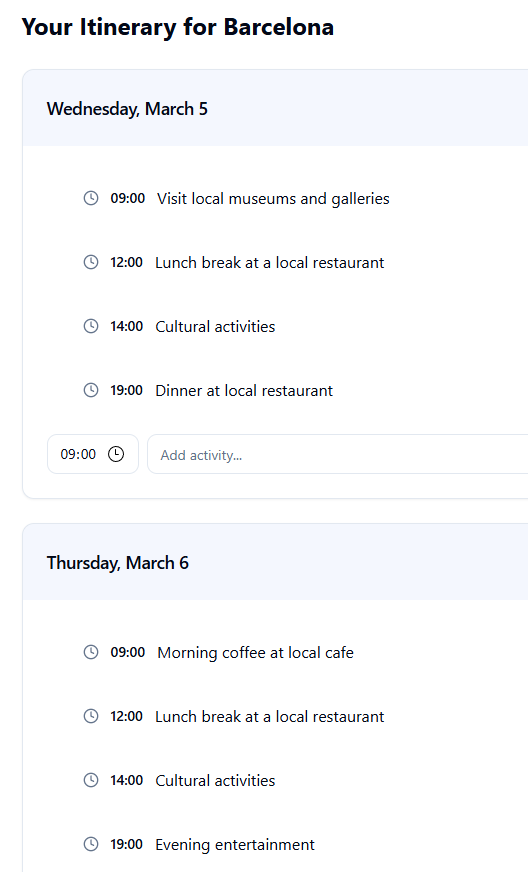 Your Itinerary for Barcelona
Wednesday, March 5
09:00 Visit local museums and galleries
12:00 Lunch break at a local restaurant
14:00 Cultural activities
19:00 Dinner at local restaurant
09:00 Add activity...
Thursday, March 6
09:00 Morning coffee at local cafe
12:00 Lunch break at a local restaurant
14:00 Cultural activities
19:00 Evening entertainment